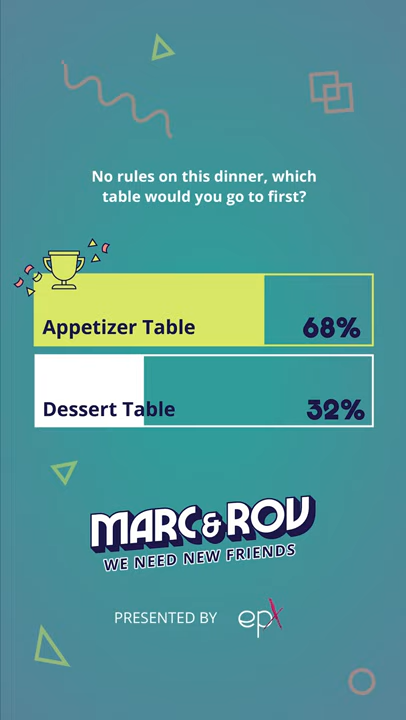 No rules on this dinner, which
table would you go to first?
Appetizer Table 68%
Dessert Table 32%
MARC & ROV
WE NEED NEW FRIENDS
PRESENTED BY epx